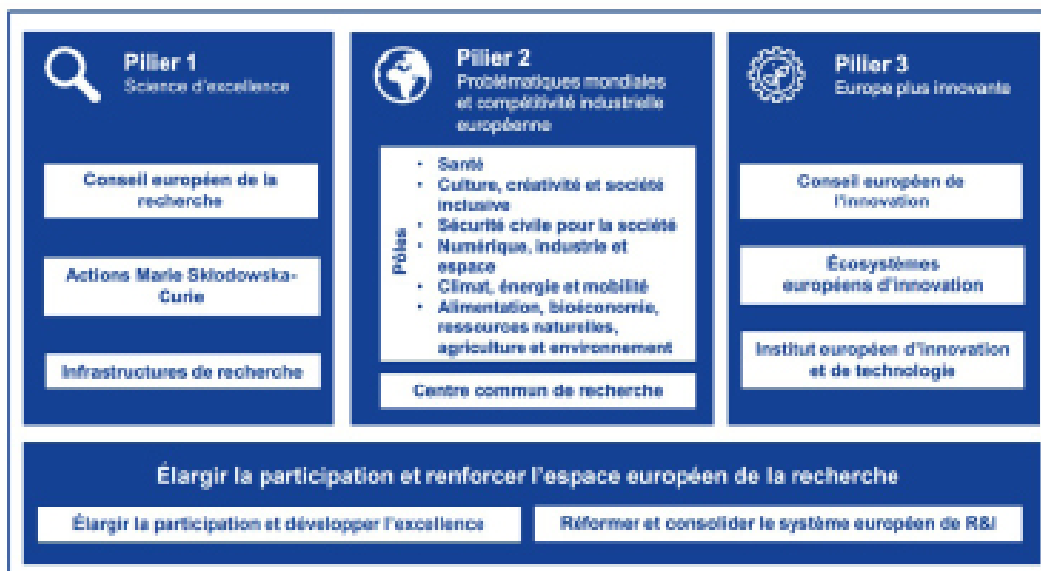 Pilier 1
Science d'excellence
Conseil européen de la
recherche
Actions Marie Skłodowska-
Curie
Infrastructures de recherche
Pilier 2
Problématiques mondiales
et compétitivité industrielle
européenne
Pôles
• Santé
• Culture, créativité et société
inclusive
• Sécurité civile pour la société
• Numérique, industrie et
espace
• Climat, énergie et mobilité
• Alimentation, bioéconomie,
ressources naturelles,
agriculture et environnement
Centre commun de recherche
Pilier 3
Europe plus innovante
Conseil européen de
l'innovation
Écosystèmes
européens d'innovation
Institut européen d'innovation
et de technologie
Élargir la participation et renforcer l'espace européen de la recherche
Élargir la participation et développer l'excellence
Réformer et consolider le système européen de R&I